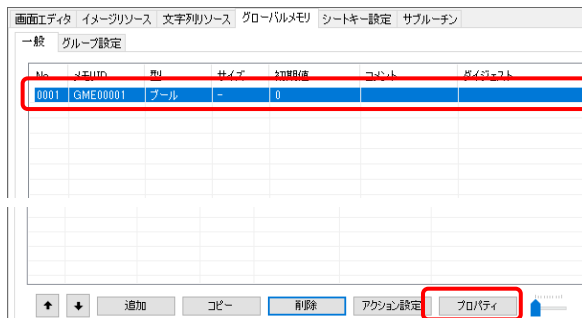 画面エディタ イメージリソース 文字列リソース グローバルメモリ シートキー設定 サブルーチン
一般 グループ設定
No. メモリID 型 サイズ 初期値 コメント ダイジェスト
0001 GME00001 ブール - 0
追加 コピー 削除 アクション設定 プロパティ